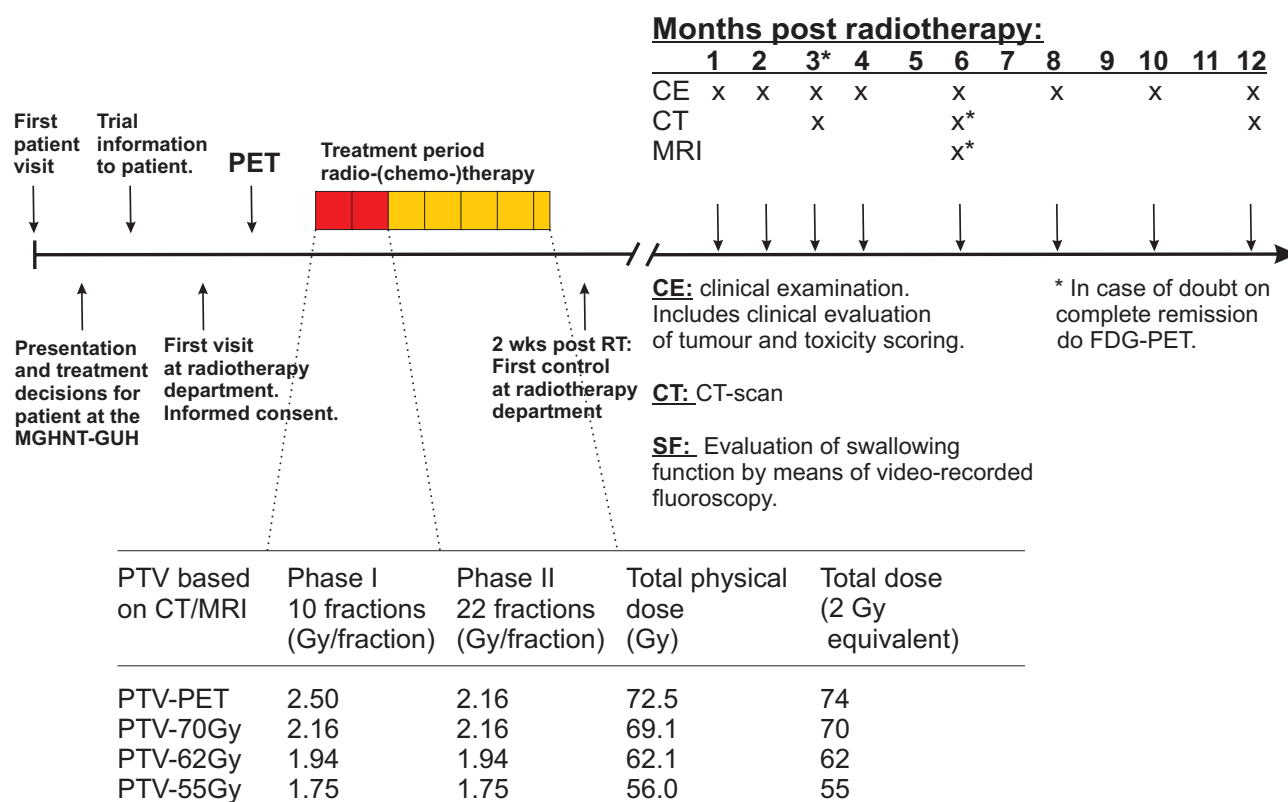 Months post radiotherapy:
1 2 3* 4 5 6 7 8 9 10 11 12
CE x x x x x x x x
CT x x* x
MRI x*
First
patient
visit
Trial
information
to patient.
PET
Treatment period
radio-(chemo-)therapy
Presentation
and treatment
decisions for
patient at the
MGHNT-GUH
First visit
at radiotherapy
department.
Informed consent.
2 wks post RT:
First control
at radiotherapy
department
CE: clinical examination.
Includes clinical evaluation
of tumour and toxicity scoring.
CT: CT-scan
SF: Evaluation of swallowing
function by means of video-recorded
fluoroscopy.
* In case of doubt on
complete remission
do FDG-PET.
PTV based
on CT/MRI
Phase I
10 fractions
(Gy/fraction)
Phase II
22 fractions
(Gy/fraction)
Total physical
dose
(Gy)
Total dose
(2 Gy
equivalent)
PTV-PET 2.50 2.16 72.5 74
PTV-70Gy 2.16 2.16 69.1 70
PTV-62Gy 1.94 1.94 62.1 62
PTV-55Gy 1.75 1.75 56.0 55